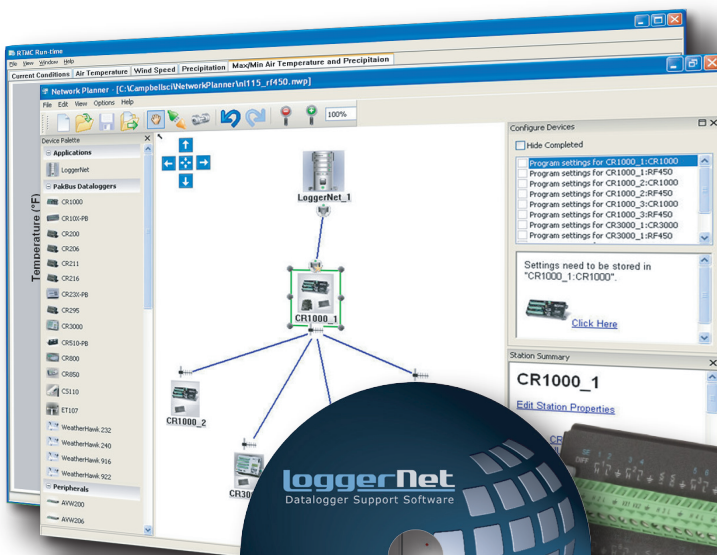 RTMC Run-time
File View Window Help
Current Conditions Air Temperature Wind Speed Precipitation Max/Min Air Temperature and Precipitaion
Temperature (°F)
Network Planner - [C:\Campbellsci\NetworkPlanner\nl115_rf450.nwp]
File Edit View Options Help
100%
Device Palette
Applications
LoggerNet
PakBus Dataloggers
CR1000
CR10X-PB
CR200
CR206
CR211
CR216
CR23X-PB
CR295
CR3000
CR510-PB
CR800
CR850
CS110
ET107
WeatherHawk 232
WeatherHawk 240
WeatherHawk 916
WeatherHawk 922
Peripherals
AVW200
AVW206
LoggerNet_1
CR1000_1
CR1000_2
CR30
Configure Devices
Hide Completed
Program settings for CR1000_1:CR1000
Program settings for CR1000_1:RF450
Program settings for CR1000_2:CR1000
Program settings for CR1000_2:RF450
Program settings for CR1000_3:CR1000
Program settings for CR1000_3:RF450
Program settings for CR3000_1:CR3000
Program settings for CR3000_1:RF450
Settings need to be stored in
"CR1000_1:CR1000".
Click Here
Station Summary
CR1000_1
Edit Station Properties
CR
LoggerNet
Datalogger Support Software
SE
DIFF